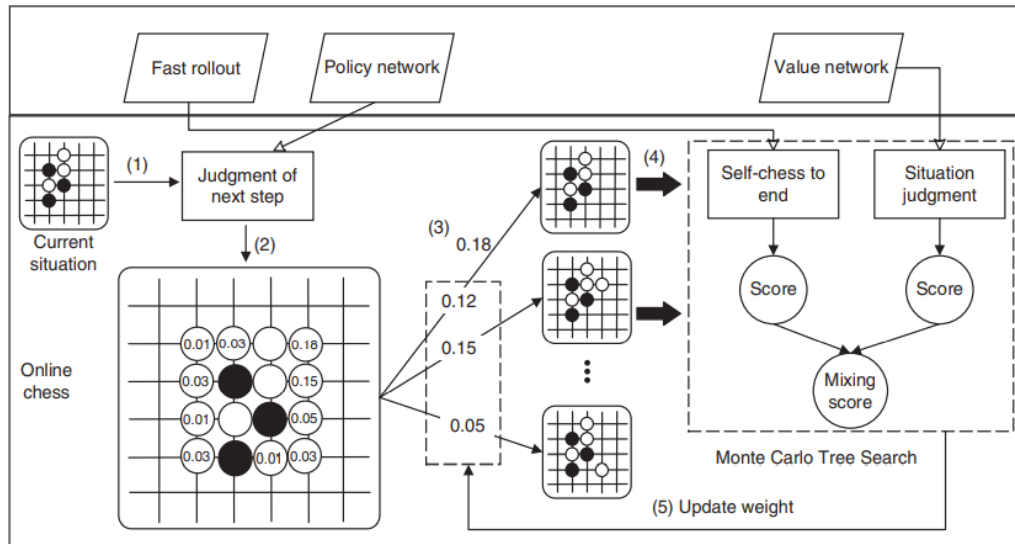 Fast rollout
Policy network
Value network
(1)
Judgment of
next step
Current
situation
(2)
(3)
0.18
0.12
0.15
0.05
(4)
Self-chess to
end
Situation
judgment
Score
Score
Mixing
score
Monte Carlo Tree Search
Online
chess
0.01 0.03 0.18
0.03 0.15
0.01 0.05
0.03 0.01 0.03
(5) Update weight